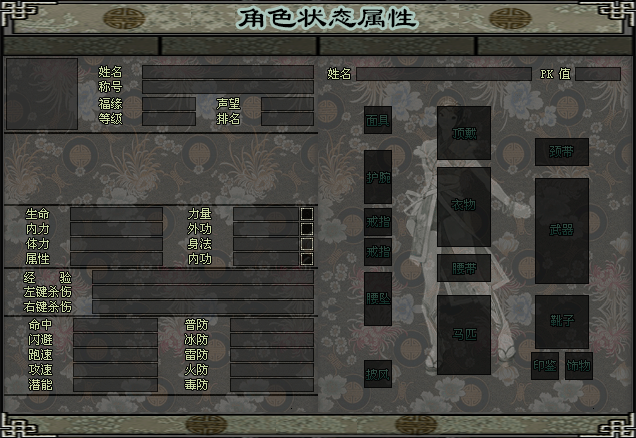 角色状态属性
姓名
称号
福缘 声望
等级 排名
生命 力量
内力 外功
体力 身法
属性 内功
经 验
左键杀伤
右键杀伤
命中 普防
闪避 冰防
跑速 雷防
攻速 火防
潜能 毒防
姓名 PK 值
面具 顶戴 颈带
护腕 衣物 武器
戒指
戒指 腰带
腰坠 马匹 靴子
披风 印鉴 饰物